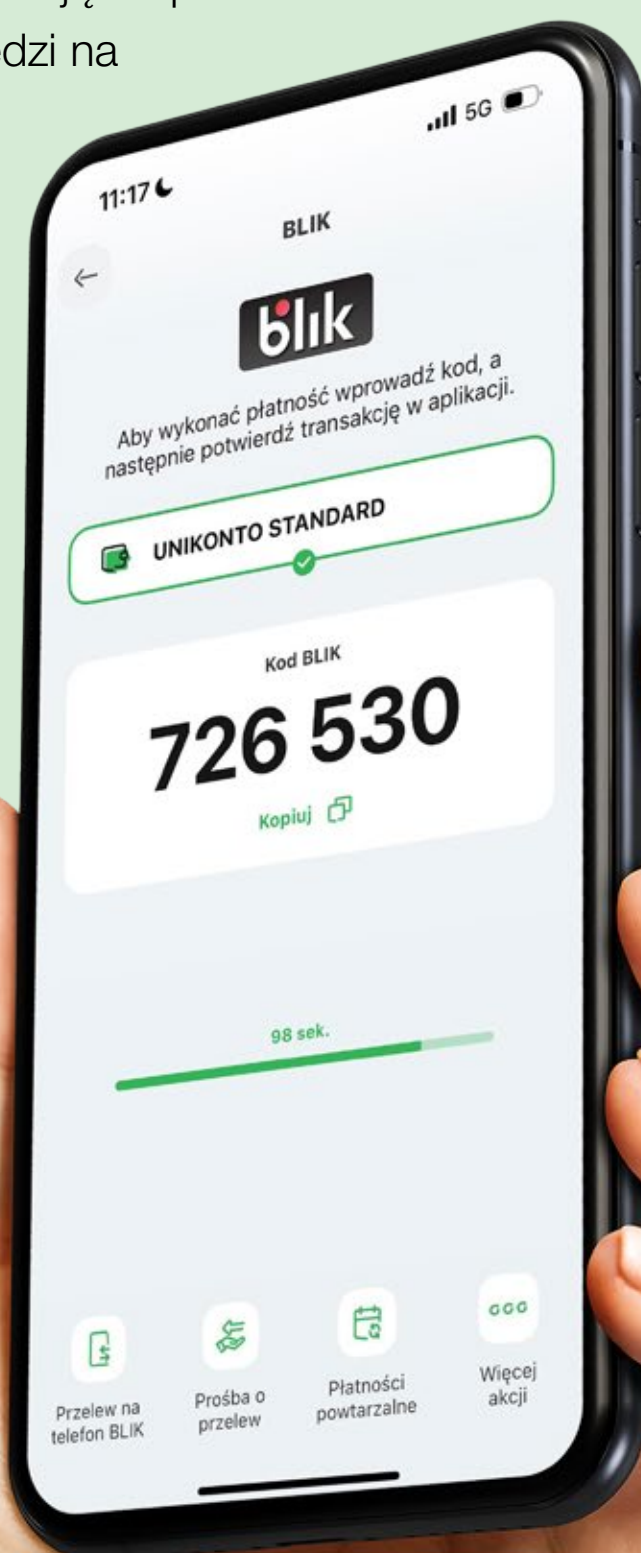 edzi na
11:17
5G
BLIK
blik
Aby wykonać płatność wprowadź kod, a
następnie potwierdź transakcję w aplikacji.
UNIKONTO STANDARD
Kod BLIK
726 530
Kopiuj
98 sek.
Przelew na
telefon BLIK
Prośba o
przelew
Płatności
powtarzalne
Więcej
akcji